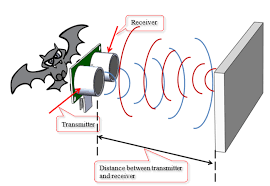 Receiver
Transmitter
Distance between transmitter
and receiver